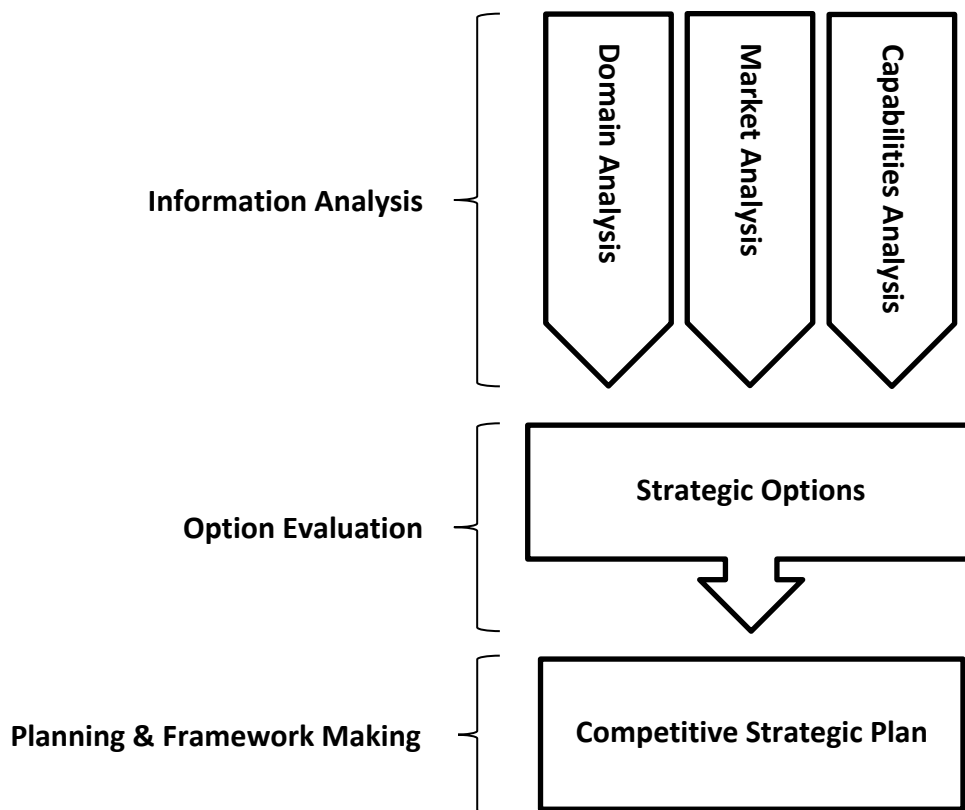 Information Analysis
Domain Analysis
Market Analysis
Capabilities Analysis
Option Evaluation
Strategic Options
Planning & Framework Making
Competitive Strategic Plan